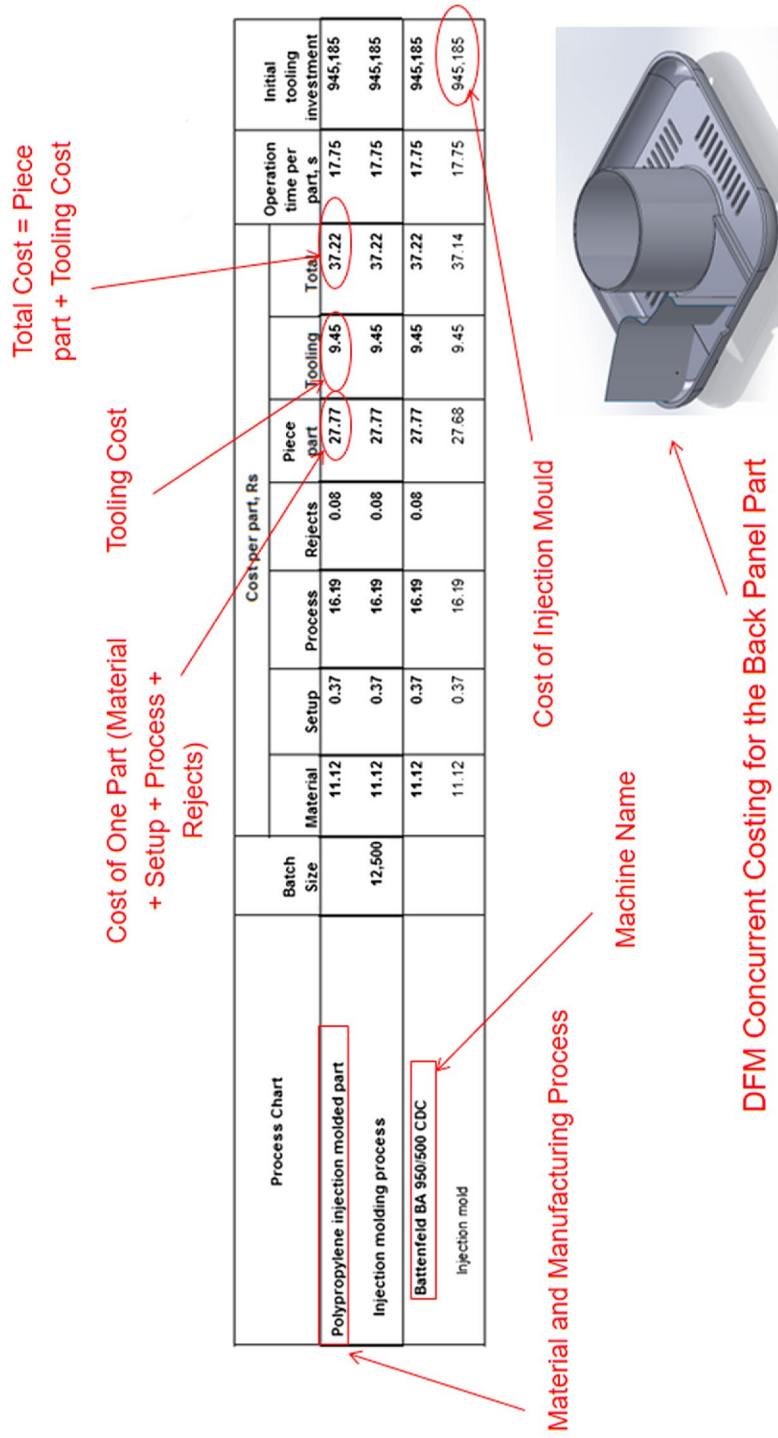 Total Cost = Piece
part + Tooling Cost
Tooling Cost
Cost of One Part (Material
+ Setup + Process +
Rejects)
Process Chart Batch Size Cost per part, Rs Operation time per part, s Initial tooling investment
Material Setup Process Rejects Piece part Tooling Total
Polypropylene injection molded part 11.12 0.37 16.19 0.08 27.77 9.45 37.22 17.75 945,185
Injection molding process 12,500 11.12 0.37 16.19 0.08 27.77 9.45 37.22 17.75 945,185
Battenfeld BA 950/500 CDC 11.12 0.37 16.19 0.08 27.77 9.45 37.22 17.75 945,185
Injection mold 11.12 0.37 16.19 27.68 9.45 37.14 17.75 945,185
Cost of Injection Mould
Machine Name
Material and Manufacturing Process
DFM Concurrent Costing for the Back Panel Part